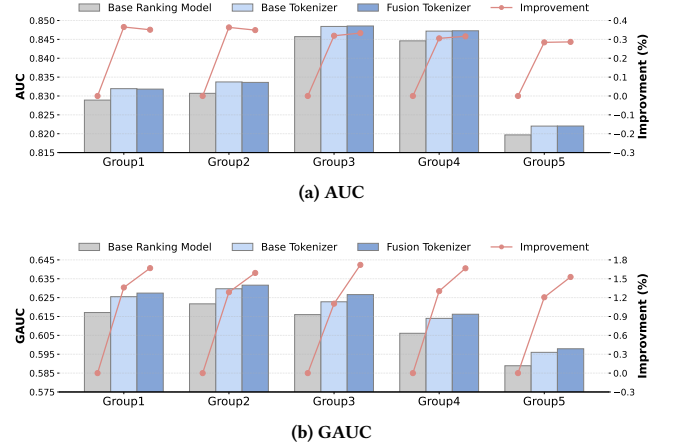 Base Ranking Model Base Tokenizer Fusion Tokenizer Improvement
0.850 0.4
0.845 0.3
0.840 0.2
0.835 0.1
0.830 0.0
0.825 −0.1
0.820 −0.2
0.815 −0.3
AUC
Improvment (%)
Group1 Group2 Group3 Group4 Group5
(a) AUC
Base Ranking Model Base Tokenizer Fusion Tokenizer Improvement
0.645 1.8
0.635 1.5
0.625 1.2
0.615 0.9
0.605 0.6
0.595 0.3
0.585 0.0
0.575 −0.3
GAUC
Improvment (%)
Group1 Group2 Group3 Group4 Group5
(b) GAUC